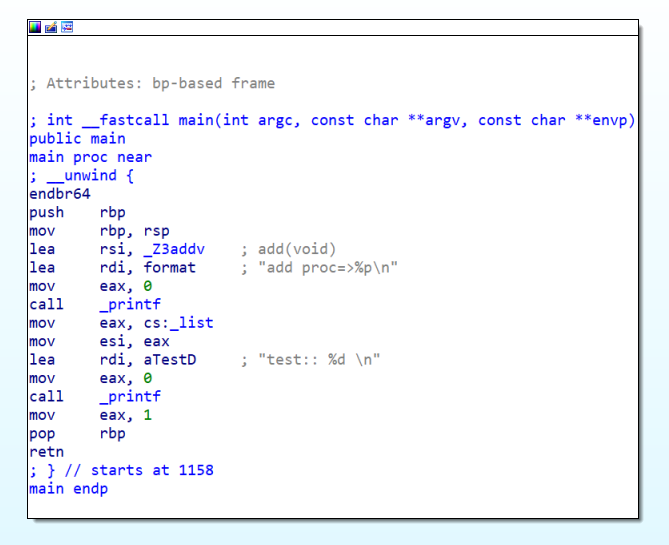 ; Attributes: bp-based frame
; int __fastcall main(int argc, const char **argv, const char **envp)
public main
main proc near
; __unwind {
endbr64
push    rbp
mov     rbp, rsp
lea     rsi, _Z3addv    ; add(void)
lea     rdi, format     ; "add proc=>%p\n"
mov     eax, 0
call    _printf
mov     eax, cs:_list
mov     esi, eax
lea     rdi, aTestD     ; "test:: %d \n"
mov     eax, 0
call    _printf
mov     eax, 1
pop     rbp
retn
; } // starts at 1158
main endp